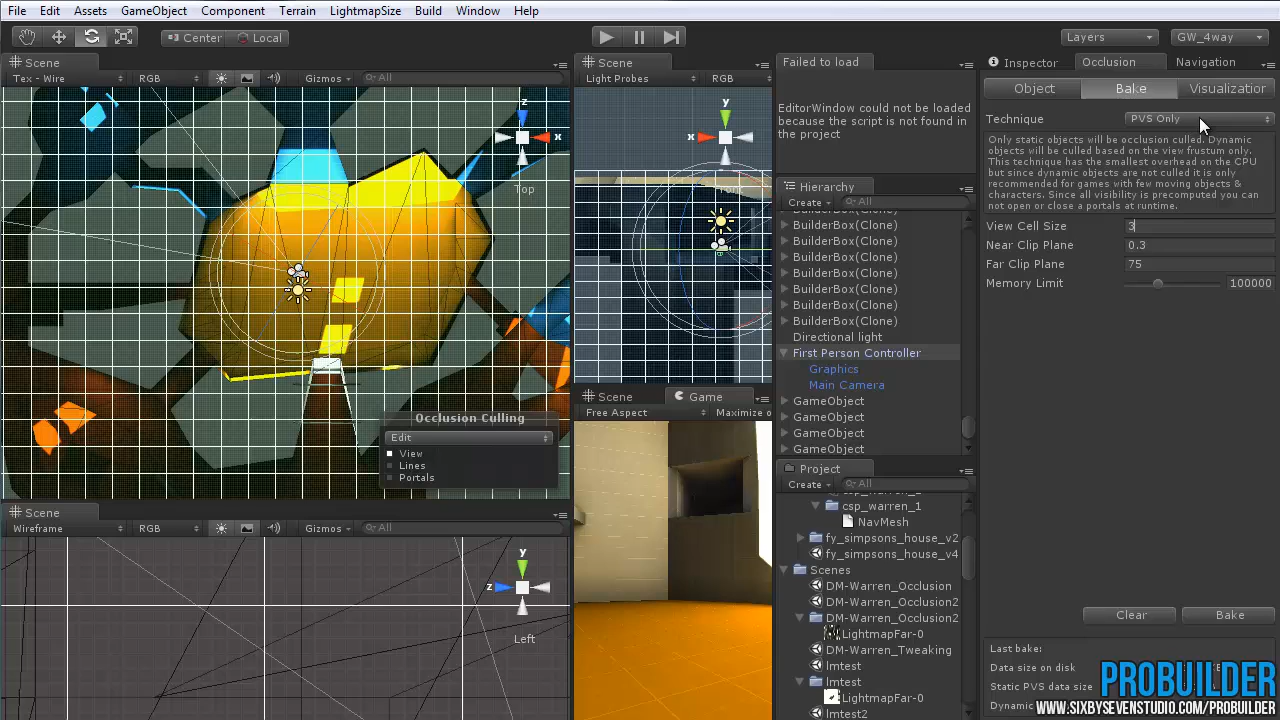 File Edit Assets GameObject Component Terrain LightmapSize Build Window Help
Center Local
Layers GW_4way
Scene
Tex - Wire RGB Gizmos All
z x
Top
Occlusion Culling
Edit
View
Lines
Portals
Scene
Wireframe RGB Gizmos All
y z
Left
Scene
Light Probes RGB
y x
Scene Game
Free Aspect Maximize o
Failed to load
EditorWindow could not be loaded
because the script is not found in
the project
Hierarchy
Create All
BuilderBox(Clone)
BuilderBox(Clone)
BuilderBox(Clone)
BuilderBox(Clone)
BuilderBox(Clone)
BuilderBox(Clone)
BuilderBox(Clone)
BuilderBox(Clone)
Directional light
First Person Controller
Graphics
Main Camera
GameObject
GameObject
GameObject
GameObject
Project
Create All
csp_warren_1
NavMesh
fy_simpsons_house_v2
fy_simpsons_house_v4
Scenes
DM-Warren_Occlusion
DM-Warren_Occlusion2
DM-Warren_Occlusion2
LightmapFar-0
DM-Warren_Tweaking
lmtest
lmtest
LightmapFar-0
lmtest2
Inspector Occlusion Navigation
Object Bake Visualization
Technique PVS Only
Only static objects will be occlusion culled. Dynamic
objects will be culled based on the view frustum only.
This technique has the smallest overhead on the CPU
but since dynamic objects are not culled it is only
recommended for games with few moving objects &
characters. Since all visibility is precomputed you can
not open or close a portals at runtime.
View Cell Size 3
Near Clip Plane 0.3
Far Clip Plane 75
Memory Limit 100000
Clear Bake
Last bake:
Data size on disk
Static PVS data size
Dynamic
PROBUILDER
WWW.SIXBYSEVENSTUDIO.COM/PROBUILDER